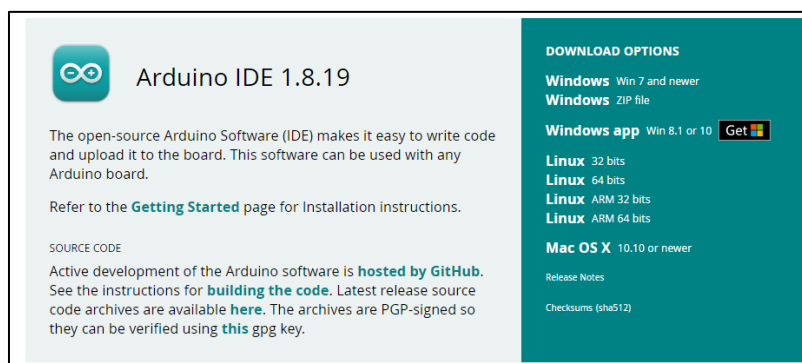 Arduino IDE 1.8.19
The open-source Arduino Software (IDE) makes it easy to write code
and upload it to the board. This software can be used with any
Arduino board.
Refer to the Getting Started page for Installation instructions.
SOURCE CODE
Active development of the Arduino software is hosted by GitHub.
See the instructions for building the code. Latest release source
code archives are available here. The archives are PGP-signed so
they can be verified using this gpg key.
DOWNLOAD OPTIONS
Windows Win 7 and newer
Windows ZIP file
Windows app Win 8.1 or 10 Get
Linux 32 bits
Linux 64 bits
Linux ARM 32 bits
Linux ARM 64 bits
Mac OS X 10.10 or newer
Release Notes
Checksums (sha512)